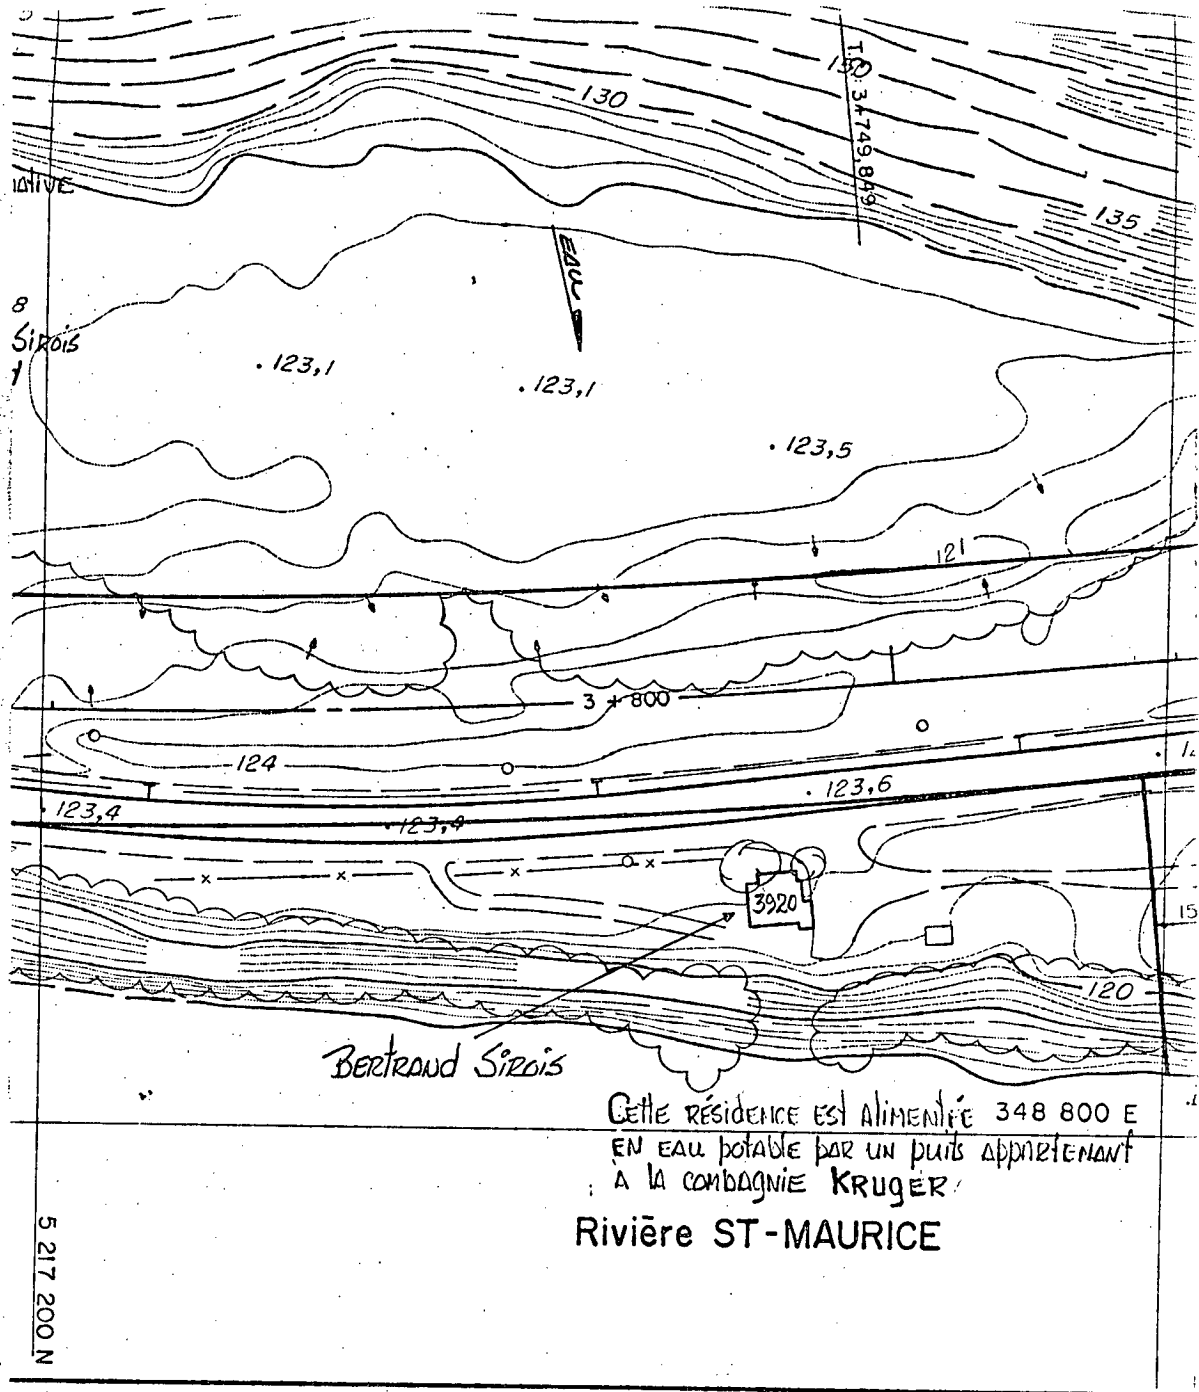 130
150
T.C. 3+749,849
135
EAU
8
Sirois
. 123,1
. 123,1
. 123,5
121
3 + 800
124
. 123,4
. 123,4
. 123,6
3920
15
120
BERTRAND SIROIS
CETTE RÉSIDENCE EST ALIMENTÉE
348 800 E
EN EAU POTABLE PAR UN PUITS APPARTENANT
À LA COMPAGNIE KRUGER
Rivière ST-MAURICE
5 217 200 N